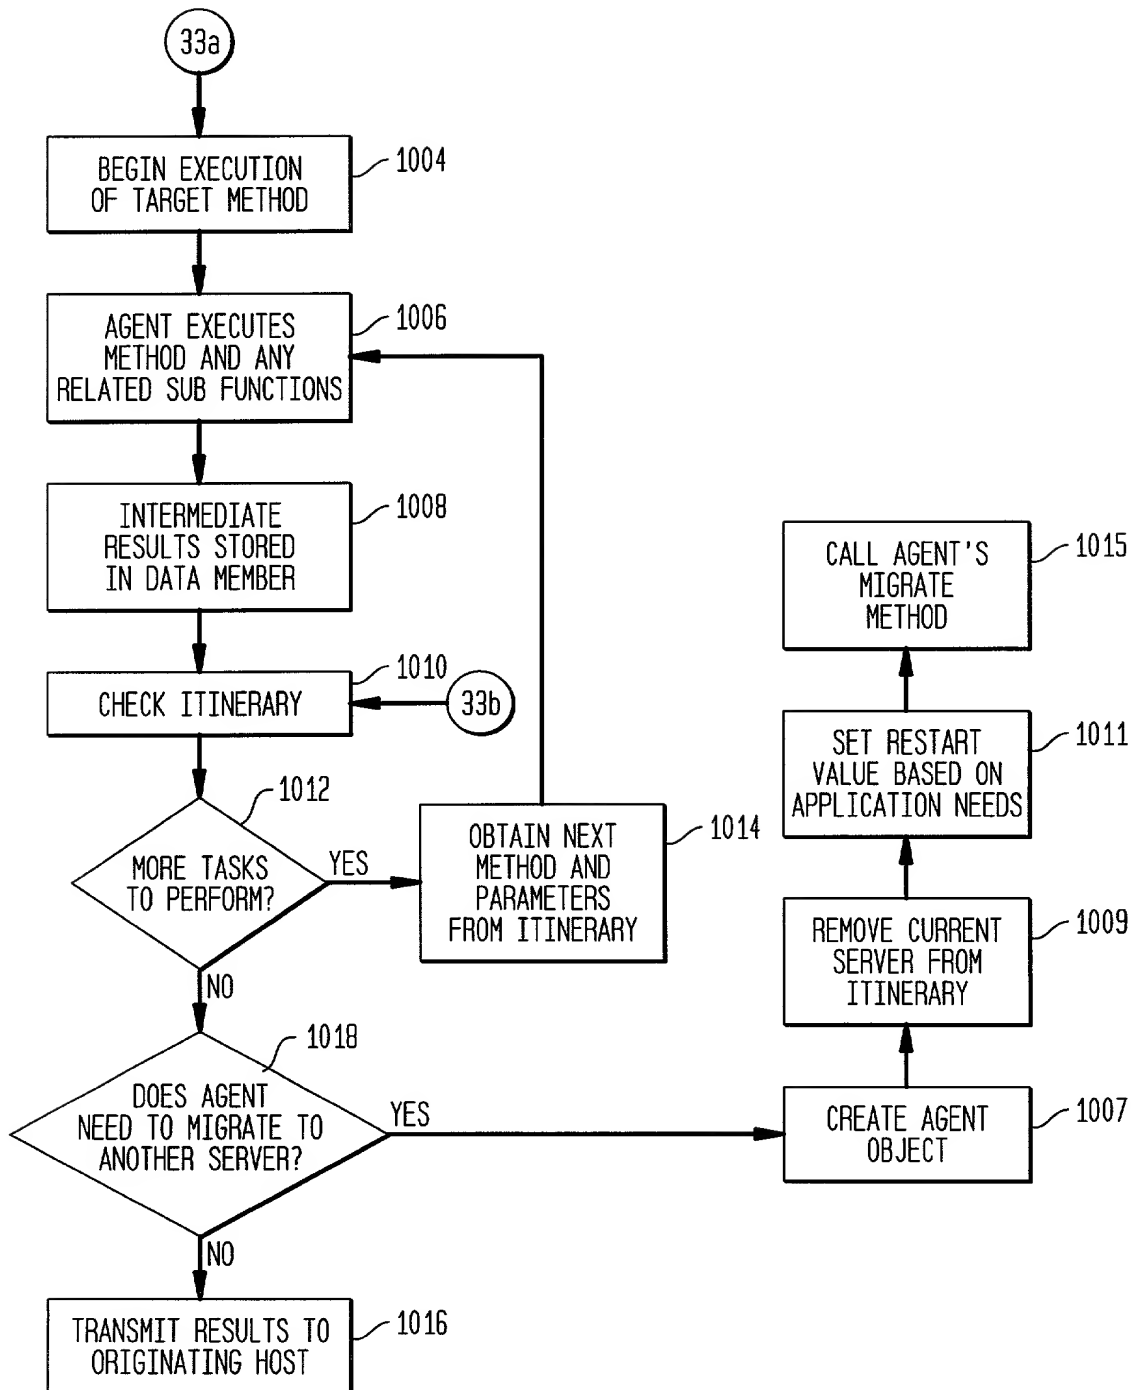 33a
BEGIN EXECUTION
OF TARGET METHOD
1004
AGENT EXECUTES
METHOD AND ANY
RELATED SUB FUNCTIONS
1006
INTERMEDIATE
RESULTS STORED
IN DATA MEMBER
1008
CHECK ITINERARY
1010
33b
MORE TASKS
TO PERFORM?
1012
YES
OBTAIN NEXT
METHOD AND
PARAMETERS
FROM ITINERARY
1014
NO
DOES AGENT
NEED TO MIGRATE TO
ANOTHER SERVER?
1018
YES
NO
TRANSMIT RESULTS TO
ORIGINATING HOST
1016
CALL AGENT'S
MIGRATE
METHOD
1015
SET RESTART
VALUE BASED ON
APPLICATION NEEDS
1011
REMOVE CURRENT
SERVER FROM
ITINERARY
1009
CREATE AGENT
OBJECT
1007